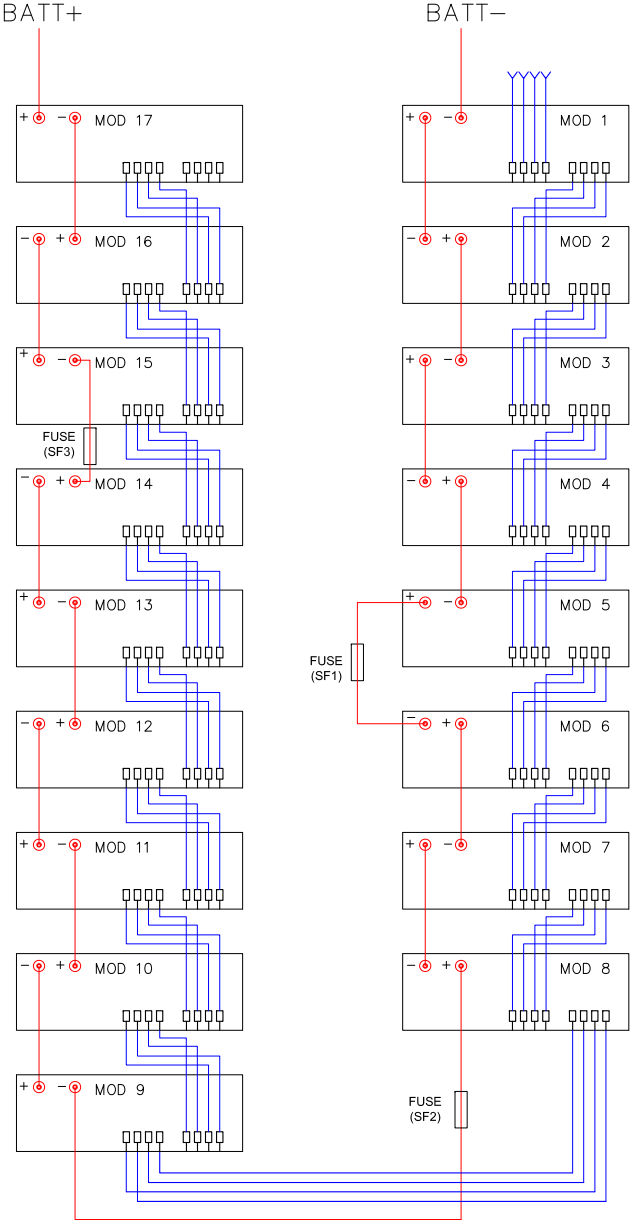 BATT+
BATT−
+ − MOD 17
+ − MOD 1
− + MOD 16
− + MOD 2
+ − MOD 15
+ − MOD 3
FUSE
(SF3)
− + MOD 14
− + MOD 4
+ − MOD 13
+ − MOD 5
FUSE
(SF1)
− + MOD 12
− + MOD 6
+ − MOD 11
+ − MOD 7
− + MOD 10
− + MOD 8
+ − MOD 9
FUSE
(SF2)